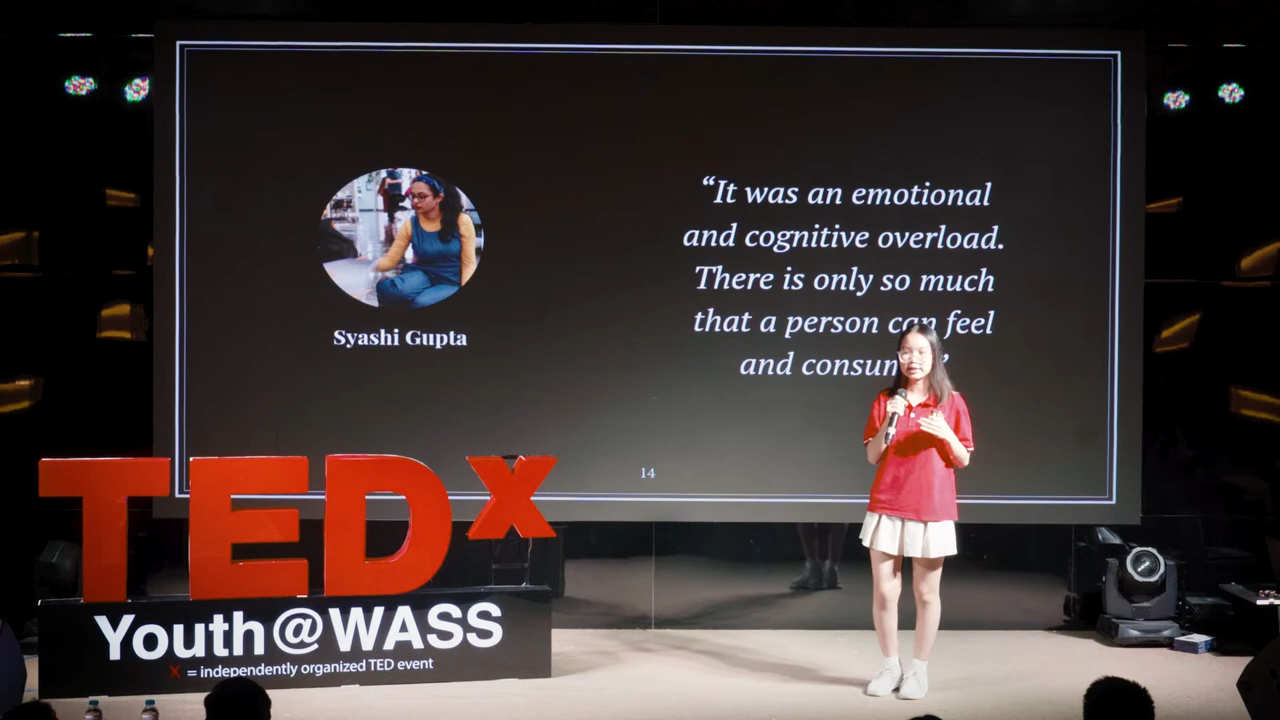 “It was an emotional
and cognitive overload.
There is only so much
that a person can feel
and consum ”
Syashi Gupta
14
TEDx
Youth@WASS
x = independently organized TED event